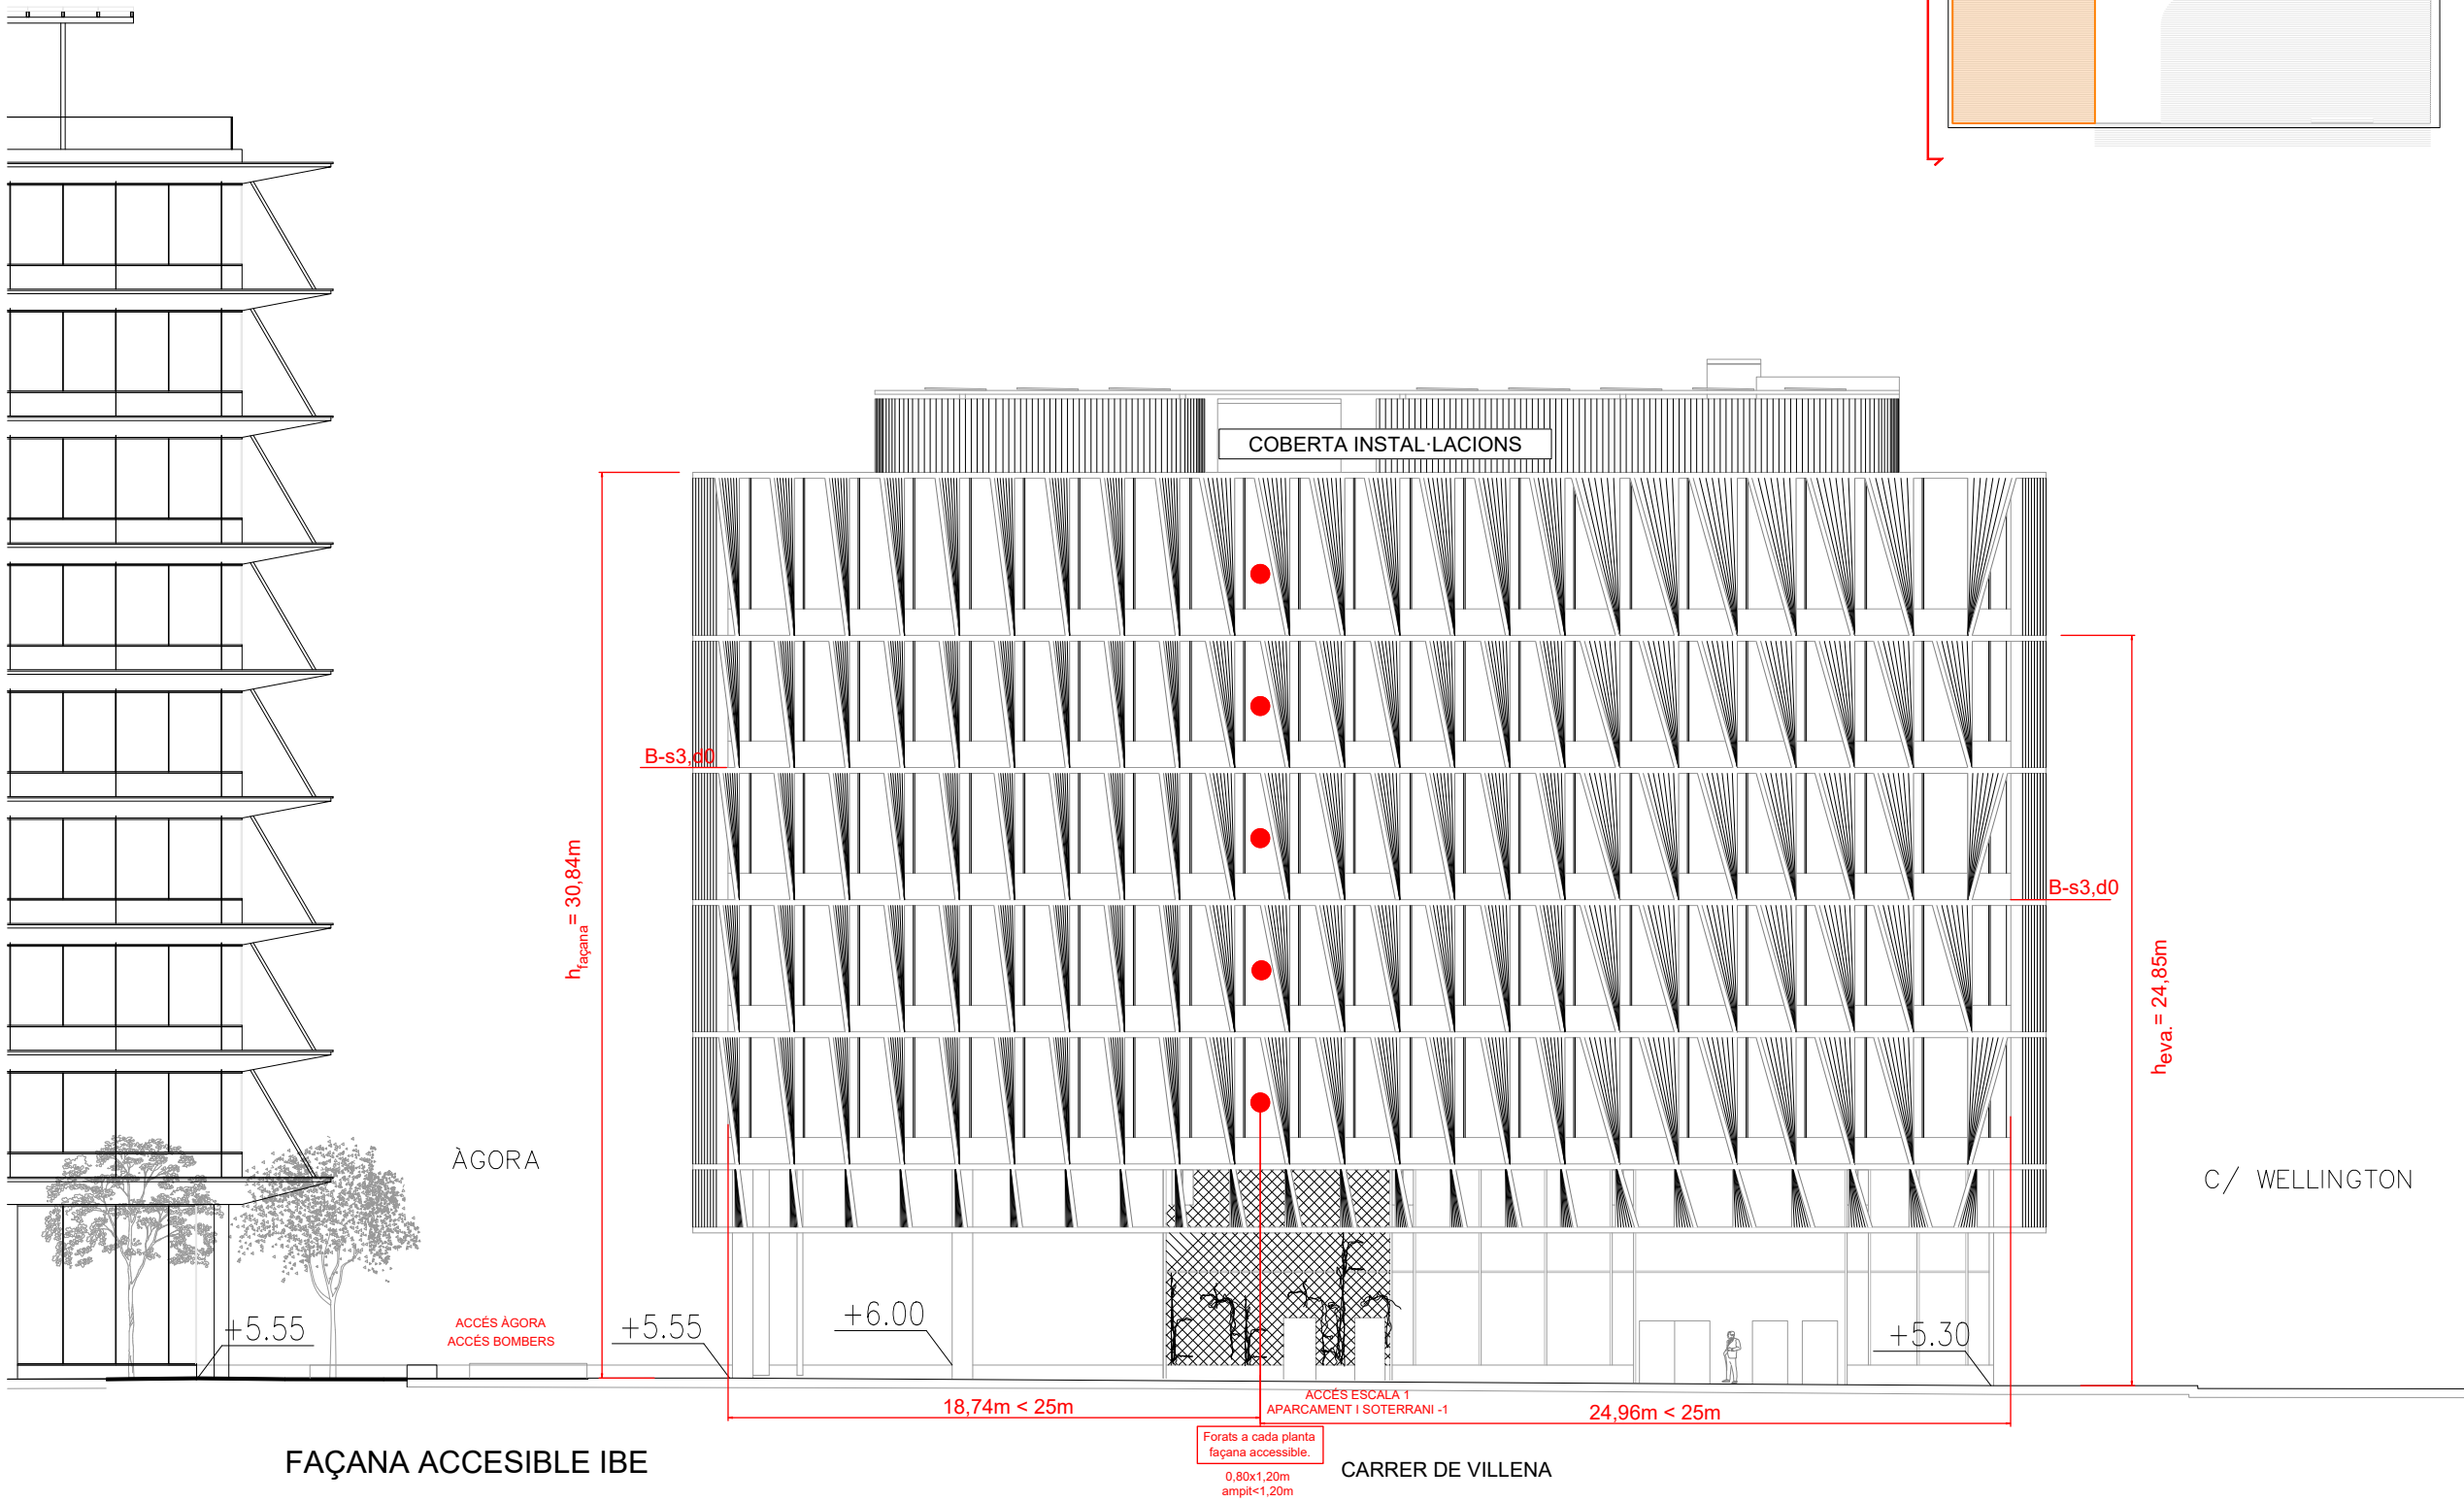 COBERTA INSTAL·LACIONS
B-s3,d0
hfaçana = 30,84m
B-s3,d0
heva. = 24,85m
ÀGORA
C/ WELLINGTON
+5.55
ACCÉS ÀGORA
ACCÉS BOMBERS
+5.55
+6.00
+5.30
18,74m < 25m
ACCÉS ESCALA 1
APARCAMENT I SOTERRANI -1
24,96m < 25m
Forats a cada planta
façana accessible.
0,80x1,20m
ampit<1,20m
FAÇANA ACCESIBLE IBE
CARRER DE VILLENA